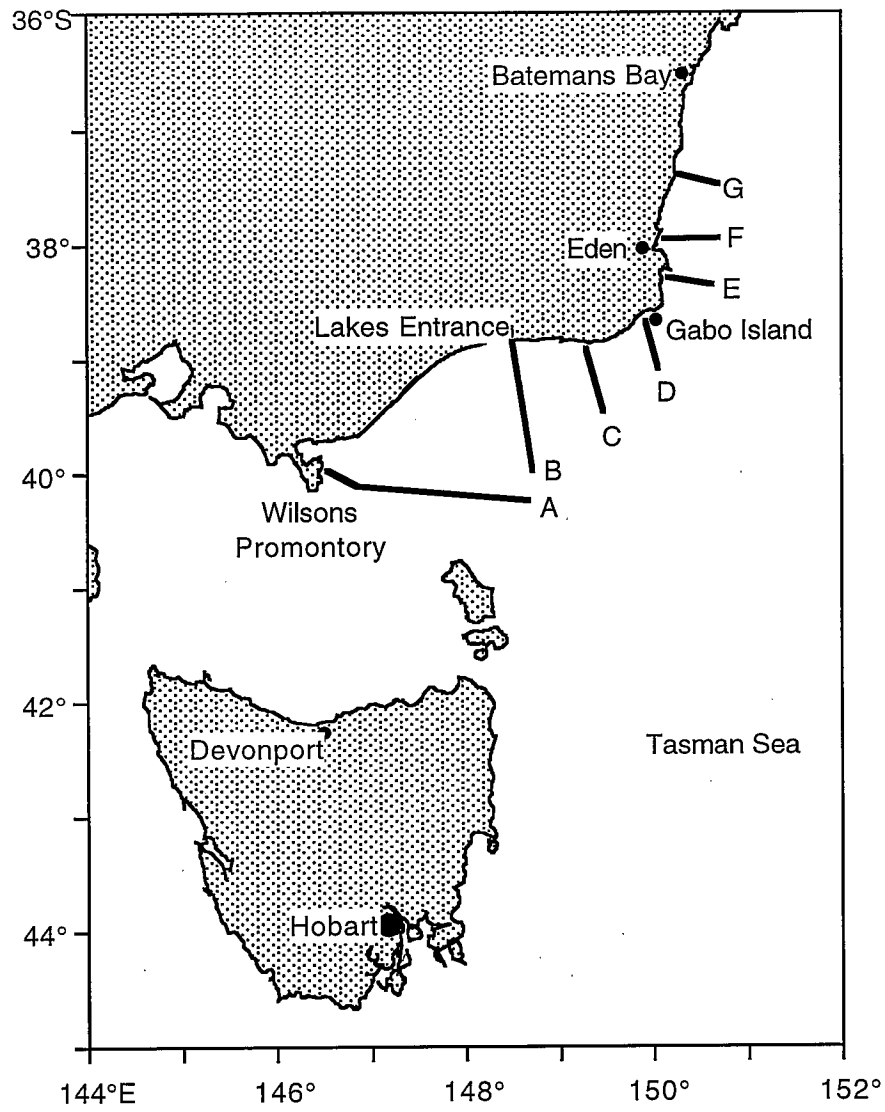 36°S
Batemans Bay
G
F
38°
Eden
E
Lakes Entrance
Gabo Island
D
C
B
40°
A
Wilsons
Promontory
42°
Devonport
Tasman Sea
Hobart
44°
144°E
146°
148°
150°
152°